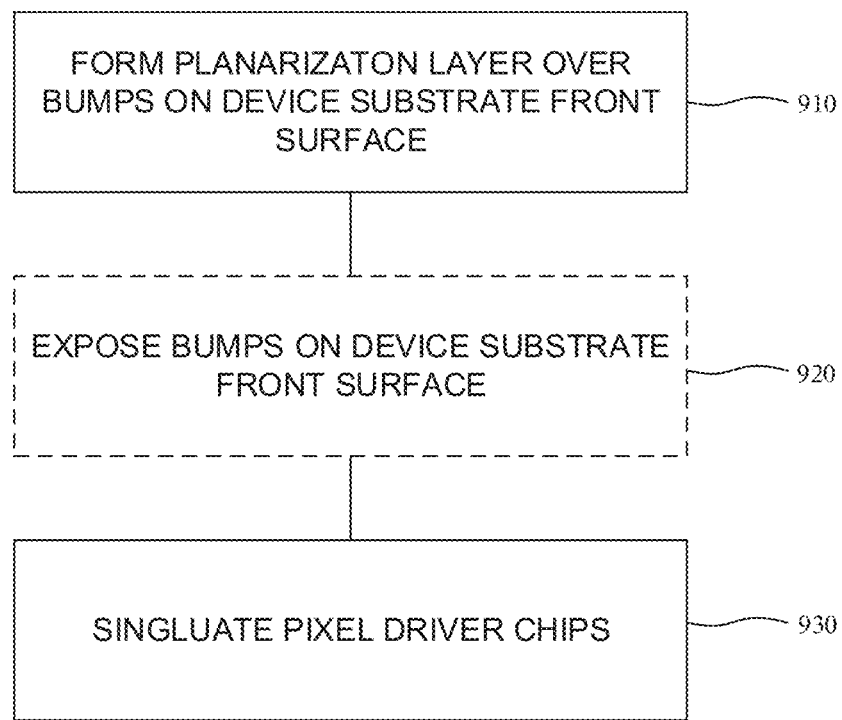 FORM PLANARIZATON LAYER OVER
BUMPS ON DEVICE SUBSTRATE FRONT
SURFACE
910
EXPOSE BUMPS ON DEVICE SUBSTRATE
FRONT SURFACE
920
SINGLUATE PIXEL DRIVER CHIPS
930